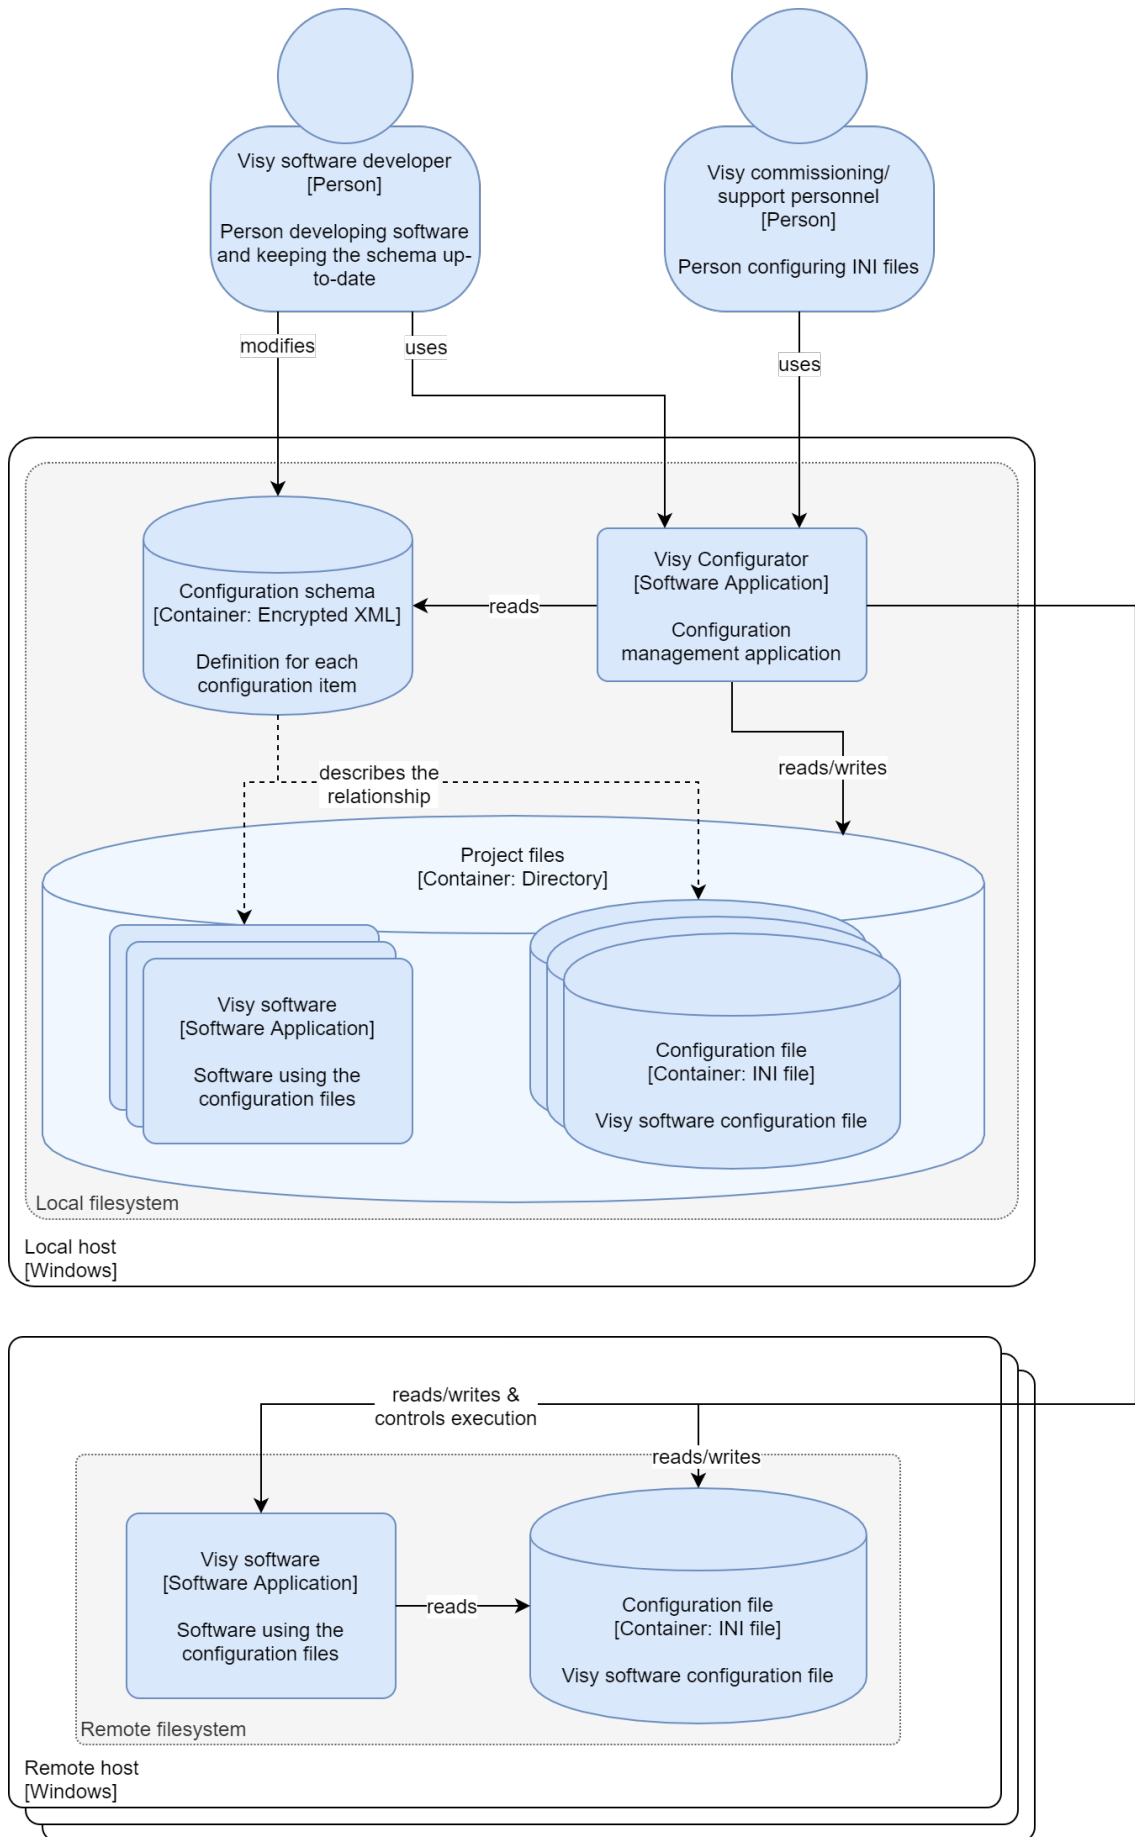 Visy software developer
[Person]
Person developing software
and keeping the schema up-
to-date
Visy commissioning/
support personnel
[Person]
Person configuring INI files
modifies
uses
uses
Configuration schema
[Container: Encrypted XML]
Definition for each
configuration item
reads
Visy Configurator
[Software Application]
Configuration
management application
describes the
relationship
reads/writes
Project files
[Container: Directory]
Visy software
[Software Application]
Software using the
configuration files
Configuration file
[Container: INI file]
Visy software configuration file
Local filesystem
Local host
[Windows]
reads/writes &
controls execution
reads/writes
Visy software
[Software Application]
Software using the
configuration files
reads
Configuration file
[Container: INI file]
Visy software configuration file
Remote filesystem
Remote host
[Windows]